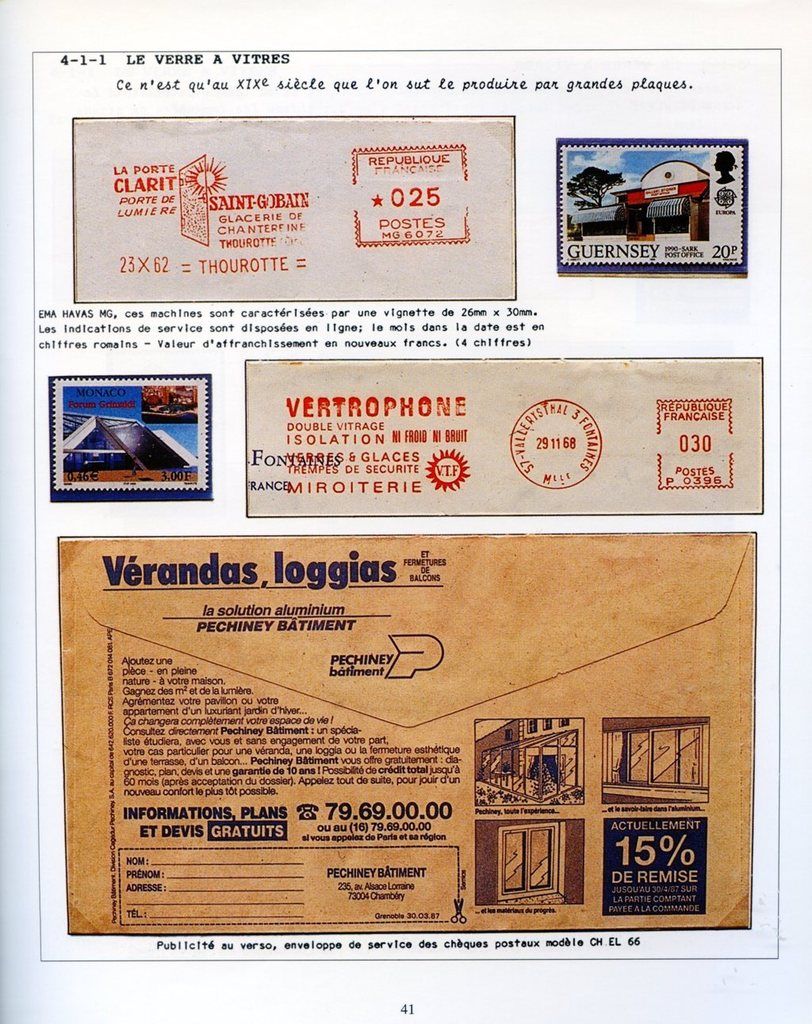 4-1-1 LE VERRE A VITRES
Ce n'est qu'au XIXe siècle que l'on sut le produire par grandes plaques.
LA PORTE
CLARIT
PORTE DE
LUMIERE
SAINT-GOBAIN
GLACERIE DE
CHANTEREINE
THOUROTTE
23 X 62 = THOUROTTE =
REPUBLIQUE
FRANCAISE
★ 025
POSTES
MG 6072
EUROPA
GUERNSEY 1990-SARK POST OFFICE 20P
EMA HAVAS MG, ces machines sont caractérisées par une vignette de 26mm x 30mm.
Les indications de service sont disposées en ligne; le mois dans la date est en
chiffres romains - Valeur d'affranchissement en nouveaux francs. (4 chiffres)
MONACO
Forum Grimaldi
0.46€ 3.00F
VERTROPHONE
DOUBLE VITRAGE
ISOLATION NI FROID NI BRUIT
VERRES & GLACES
TREMPES DE SECURITE
MIROITERIE
V.T.F
FONTAINES
FRANCE
ST-VALLERYSTHAL 3 FONTAINES
29 11 68
Mlle
RÉPUBLIQUE
FRANÇAISE
030
POSTES
P 0396
Vérandas, loggias
ET
FERMETURES
DE
BALCONS
la solution aluminium
PECHINEY BÂTIMENT
PECHINEY
bâtiment
Ajoutez une
pièce - en pleine
nature - à votre maison.
Gagnez des m² et de la lumière.
Agrémentez votre pavillon ou votre
appartement d'un luxuriant jardin d'hiver...
Ça changera complètement votre espace de vie !
Consultez directement Pechiney Bâtiment : un spécia-
liste étudiera, avec vous et sans engagement de votre part,
votre cas particulier pour une véranda, une loggia ou la fermeture esthétique
d'une terrasse, d'un balcon... Pechiney Bâtiment vous offre gratuitement : dia-
gnostic, plan, devis et une garantie de 10 ans ! Possibilité de crédit total jusqu'à
60 mois (après acceptation du dossier). Appelez tout de suite, pour jouir d'un
nouveau confort le plus tôt possible.
INFORMATIONS, PLANS
ET DEVIS GRATUITS
☎ 79.69.00.00
ou au (16) 79.69.00.00
si vous appelez de Paris et sa région
NOM :
PRÉNOM :
ADRESSE :
TÉL. :
PECHINEY BÂTIMENT
235, av. Alsace Lorraine
73004 Chambéry
Grenoble 30.03.87
Pechiney, toute l'expérience...
et le savoir-faire dans l'aluminium...
... et les matériaux du progrès.
ACTUELLEMENT
15%
DE REMISE
JUSQU'AU 30/4/87 SUR
LA PARTIE COMPTANT
PAYÉE A LA COMMANDE
Publicité au verso, enveloppe de service des chèques postaux modèle CH EL 66
41